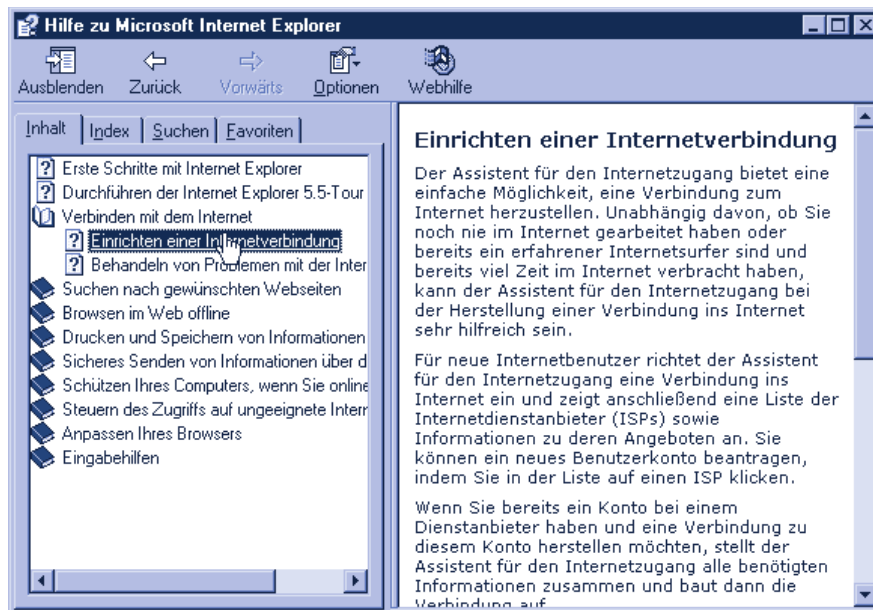 Hilfe zu Microsoft Internet Explorer
Ausblenden Zurück Vorwärts Optionen Webhilfe
Inhalt Index Suchen Favoriten
Erste Schritte mit Internet Explorer
Durchführen der Internet Explorer 5.5-Tour
Verbinden mit dem Internet
Einrichten einer Internetverbindung
Behandeln von Problemen mit der Inter
Suchen nach gewünschten Webseiten
Browsen im Web offline
Drucken und Speichern von Informationen
Sicheres Senden von Informationen über d
Schützen Ihres Computers, wenn Sie online
Steuern des Zugriffs auf ungeeignete Intern
Anpassen Ihres Browsers
Eingabehilfen
Einrichten einer Internetverbindung
Der Assistent für den Internetzugang bietet eine
einfache Möglichkeit, eine Verbindung zum
Internet herzustellen. Unabhängig davon, ob Sie
noch nie im Internet gearbeitet haben oder
bereits ein erfahrener Internetsurfer sind und
bereits viel Zeit im Internet verbracht haben,
kann der Assistent für den Internetzugang bei
der Herstellung einer Verbindung ins Internet
sehr hilfreich sein.
Für neue Internetbenutzer richtet der Assistent
für den Internetzugang eine Verbindung ins
Internet ein und zeigt anschließend eine Liste der
Internetdienstanbieter (ISPs) sowie
Informationen zu deren Angeboten an. Sie
können ein neues Benutzerkonto beantragen,
indem Sie in der Liste auf einen ISP klicken.
Wenn Sie bereits ein Konto bei einem
Dienstanbieter haben und eine Verbindung zu
diesem Konto herstellen möchten, stellt der
Assistent für den Internetzugang alle benötigten
Informationen zusammen und baut dann die
Verbindung auf.